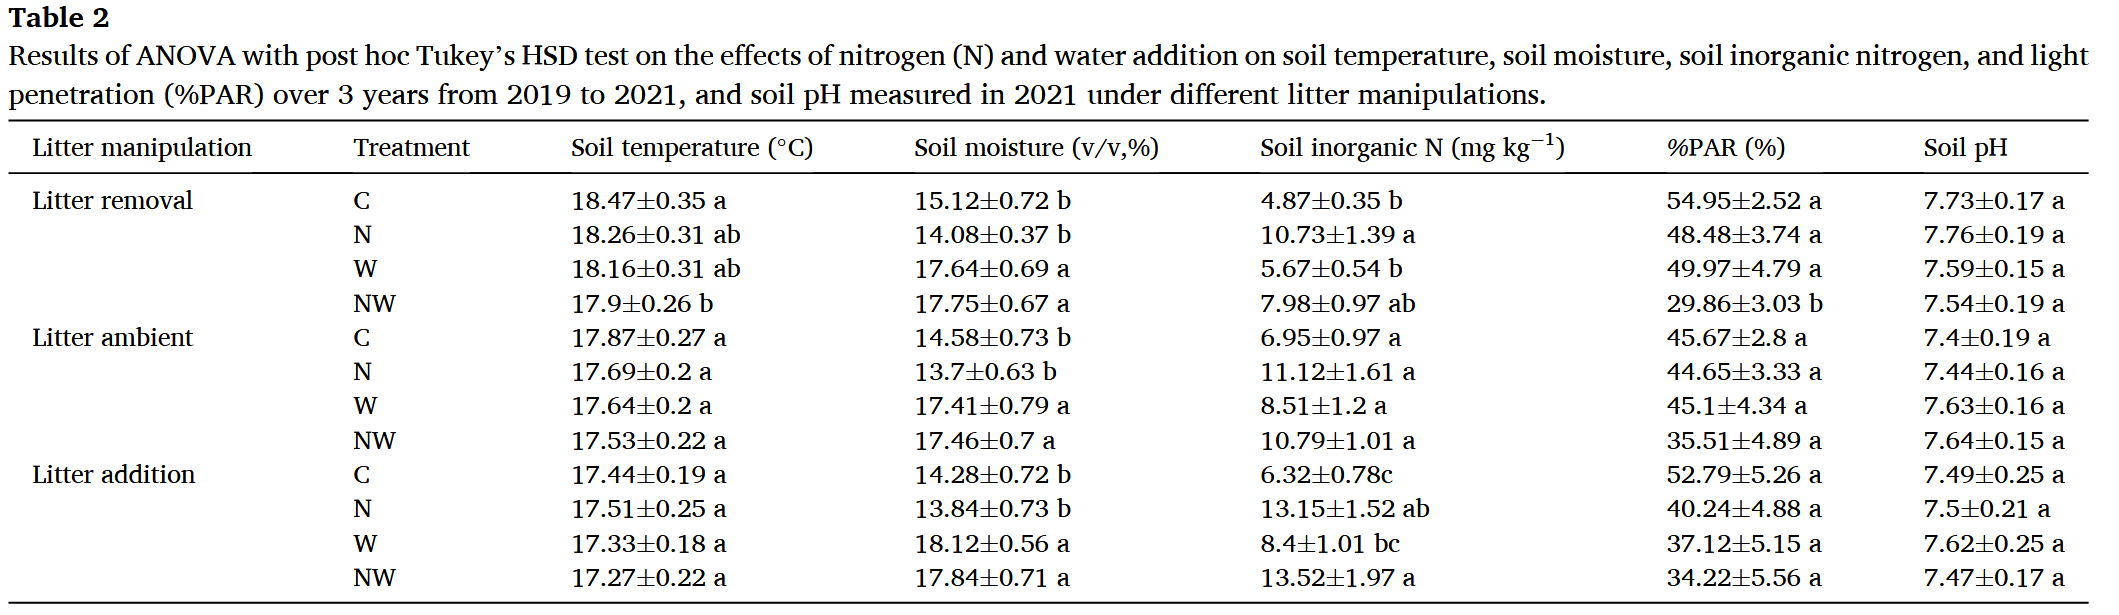 Table 2
Results of ANOVA with post hoc Tukey's HSD test on the effects of nitrogen (N) and water addition on soil temperature, soil moisture, soil inorganic nitrogen, and light
penetration (%PAR) over 3 years from 2019 to 2021, and soil pH measured in 2021 under different litter manipulations.
Litter manipulation Treatment Soil temperature (°C) Soil moisture (v/v,%) Soil inorganic N (mg kg⁻¹) %PAR (%) Soil pH
Litter removal C 18.47±0.35 a 15.12±0.72 b 4.87±0.35 b 54.95±2.52 a 7.73±0.17 a
N 18.26±0.31 ab 14.08±0.37 b 10.73±1.39 a 48.48±3.74 a 7.76±0.19 a
W 18.16±0.31 ab 17.64±0.69 a 5.67±0.54 b 49.97±4.79 a 7.59±0.15 a
NW 17.9±0.26 b 17.75±0.67 a 7.98±0.97 ab 29.86±3.03 b 7.54±0.19 a
Litter ambient C 17.87±0.27 a 14.58±0.73 b 6.95±0.97 a 45.67±2.8 a 7.4±0.19 a
N 17.69±0.2 a 13.7±0.63 b 11.12±1.61 a 44.65±3.33 a 7.44±0.16 a
W 17.64±0.2 a 17.41±0.79 a 8.51±1.2 a 45.1±4.34 a 7.63±0.16 a
NW 17.53±0.22 a 17.46±0.7 a 10.79±1.01 a 35.51±4.89 a 7.64±0.15 a
Litter addition C 17.44±0.19 a 14.28±0.72 b 6.32±0.78c 52.79±5.26 a 7.49±0.25 a
N 17.51±0.25 a 13.84±0.73 b 13.15±1.52 ab 40.24±4.88 a 7.5±0.21 a
W 17.33±0.18 a 18.12±0.56 a 8.4±1.01 bc 37.12±5.15 a 7.62±0.25 a
NW 17.27±0.22 a 17.84±0.71 a 13.52±1.97 a 34.22±5.56 a 7.47±0.17 a